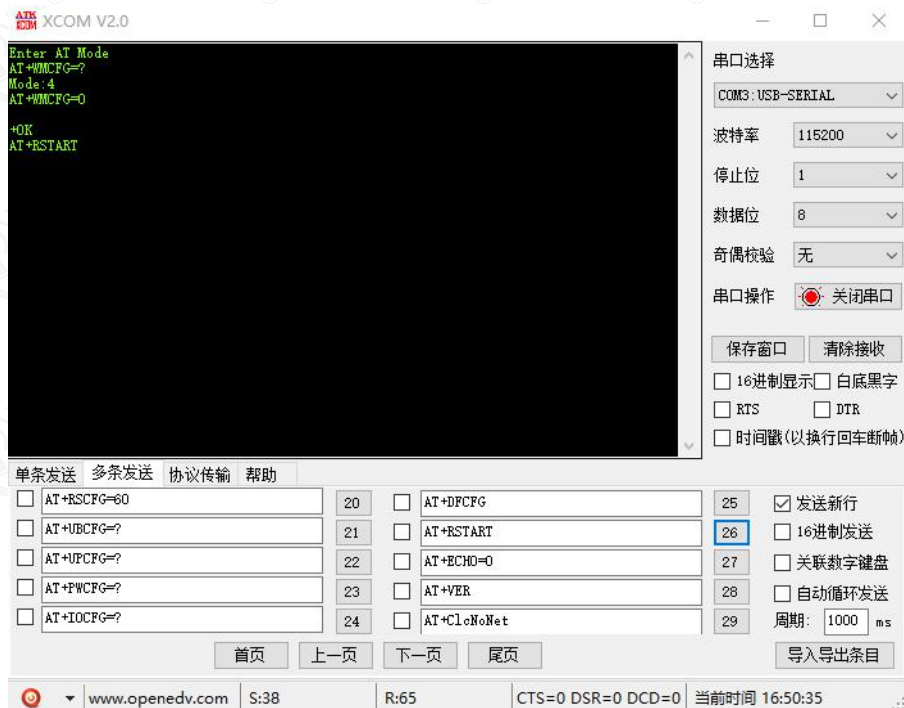 ATK XCOM XCOM V2.0
Enter AT Mode
AT+WMCFG=?
Mode:4
AT+WMCFG=0
+OK
AT+RSTART
串口选择
COM3:USB-SERIAL
波特率 115200
停止位 1
数据位 8
奇偶校验 无
串口操作 关闭串口
保存窗口 清除接收
16进制显示 白底黑字
RTS DTR
时间戳(以换行回车断帧)
单条发送 多条发送 协议传输 帮助
AT+RSCFG=60 20 AT+DFCFG 25 发送新行
AT+UBCFG=? 21 AT+RSTART 26 16进制发送
AT+UPCFG=? 22 AT+ECHO=0 27 关联数字键盘
AT+PWCFG=? 23 AT+VER 28 自动循环发送
AT+IOCFG=? 24 AT+ClcNoNet 29 周期: 1000 ms
首页 上一页 下一页 尾页 导入导出条目
www.openedv.com S:38 R:65 CTS=0 DSR=0 DCD=0 当前时间 16:50:35